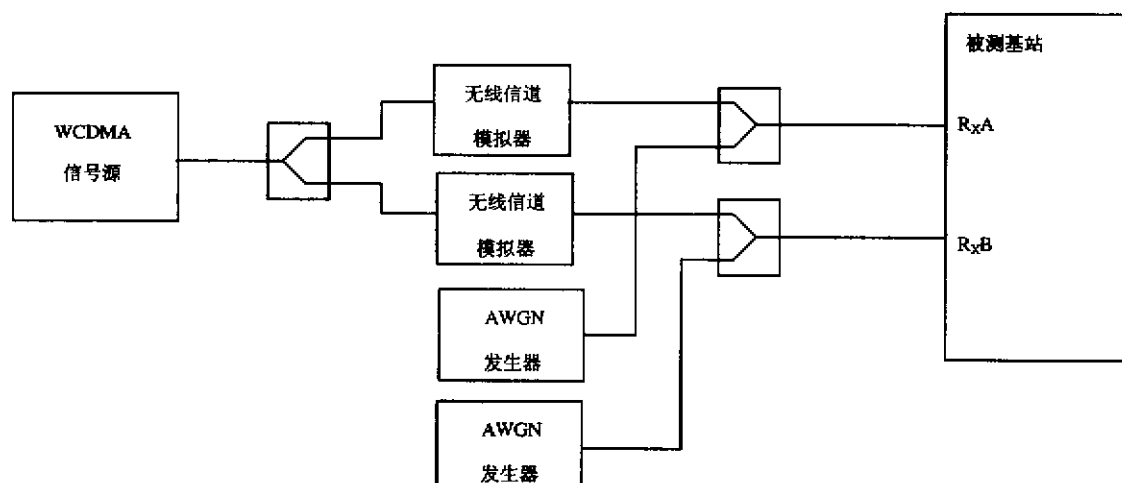 被测基站
WCDMA
信号源
无线信道
模拟器
RxA
无线信道
模拟器
RxB
AWGN
发生器
AWGN
发生器